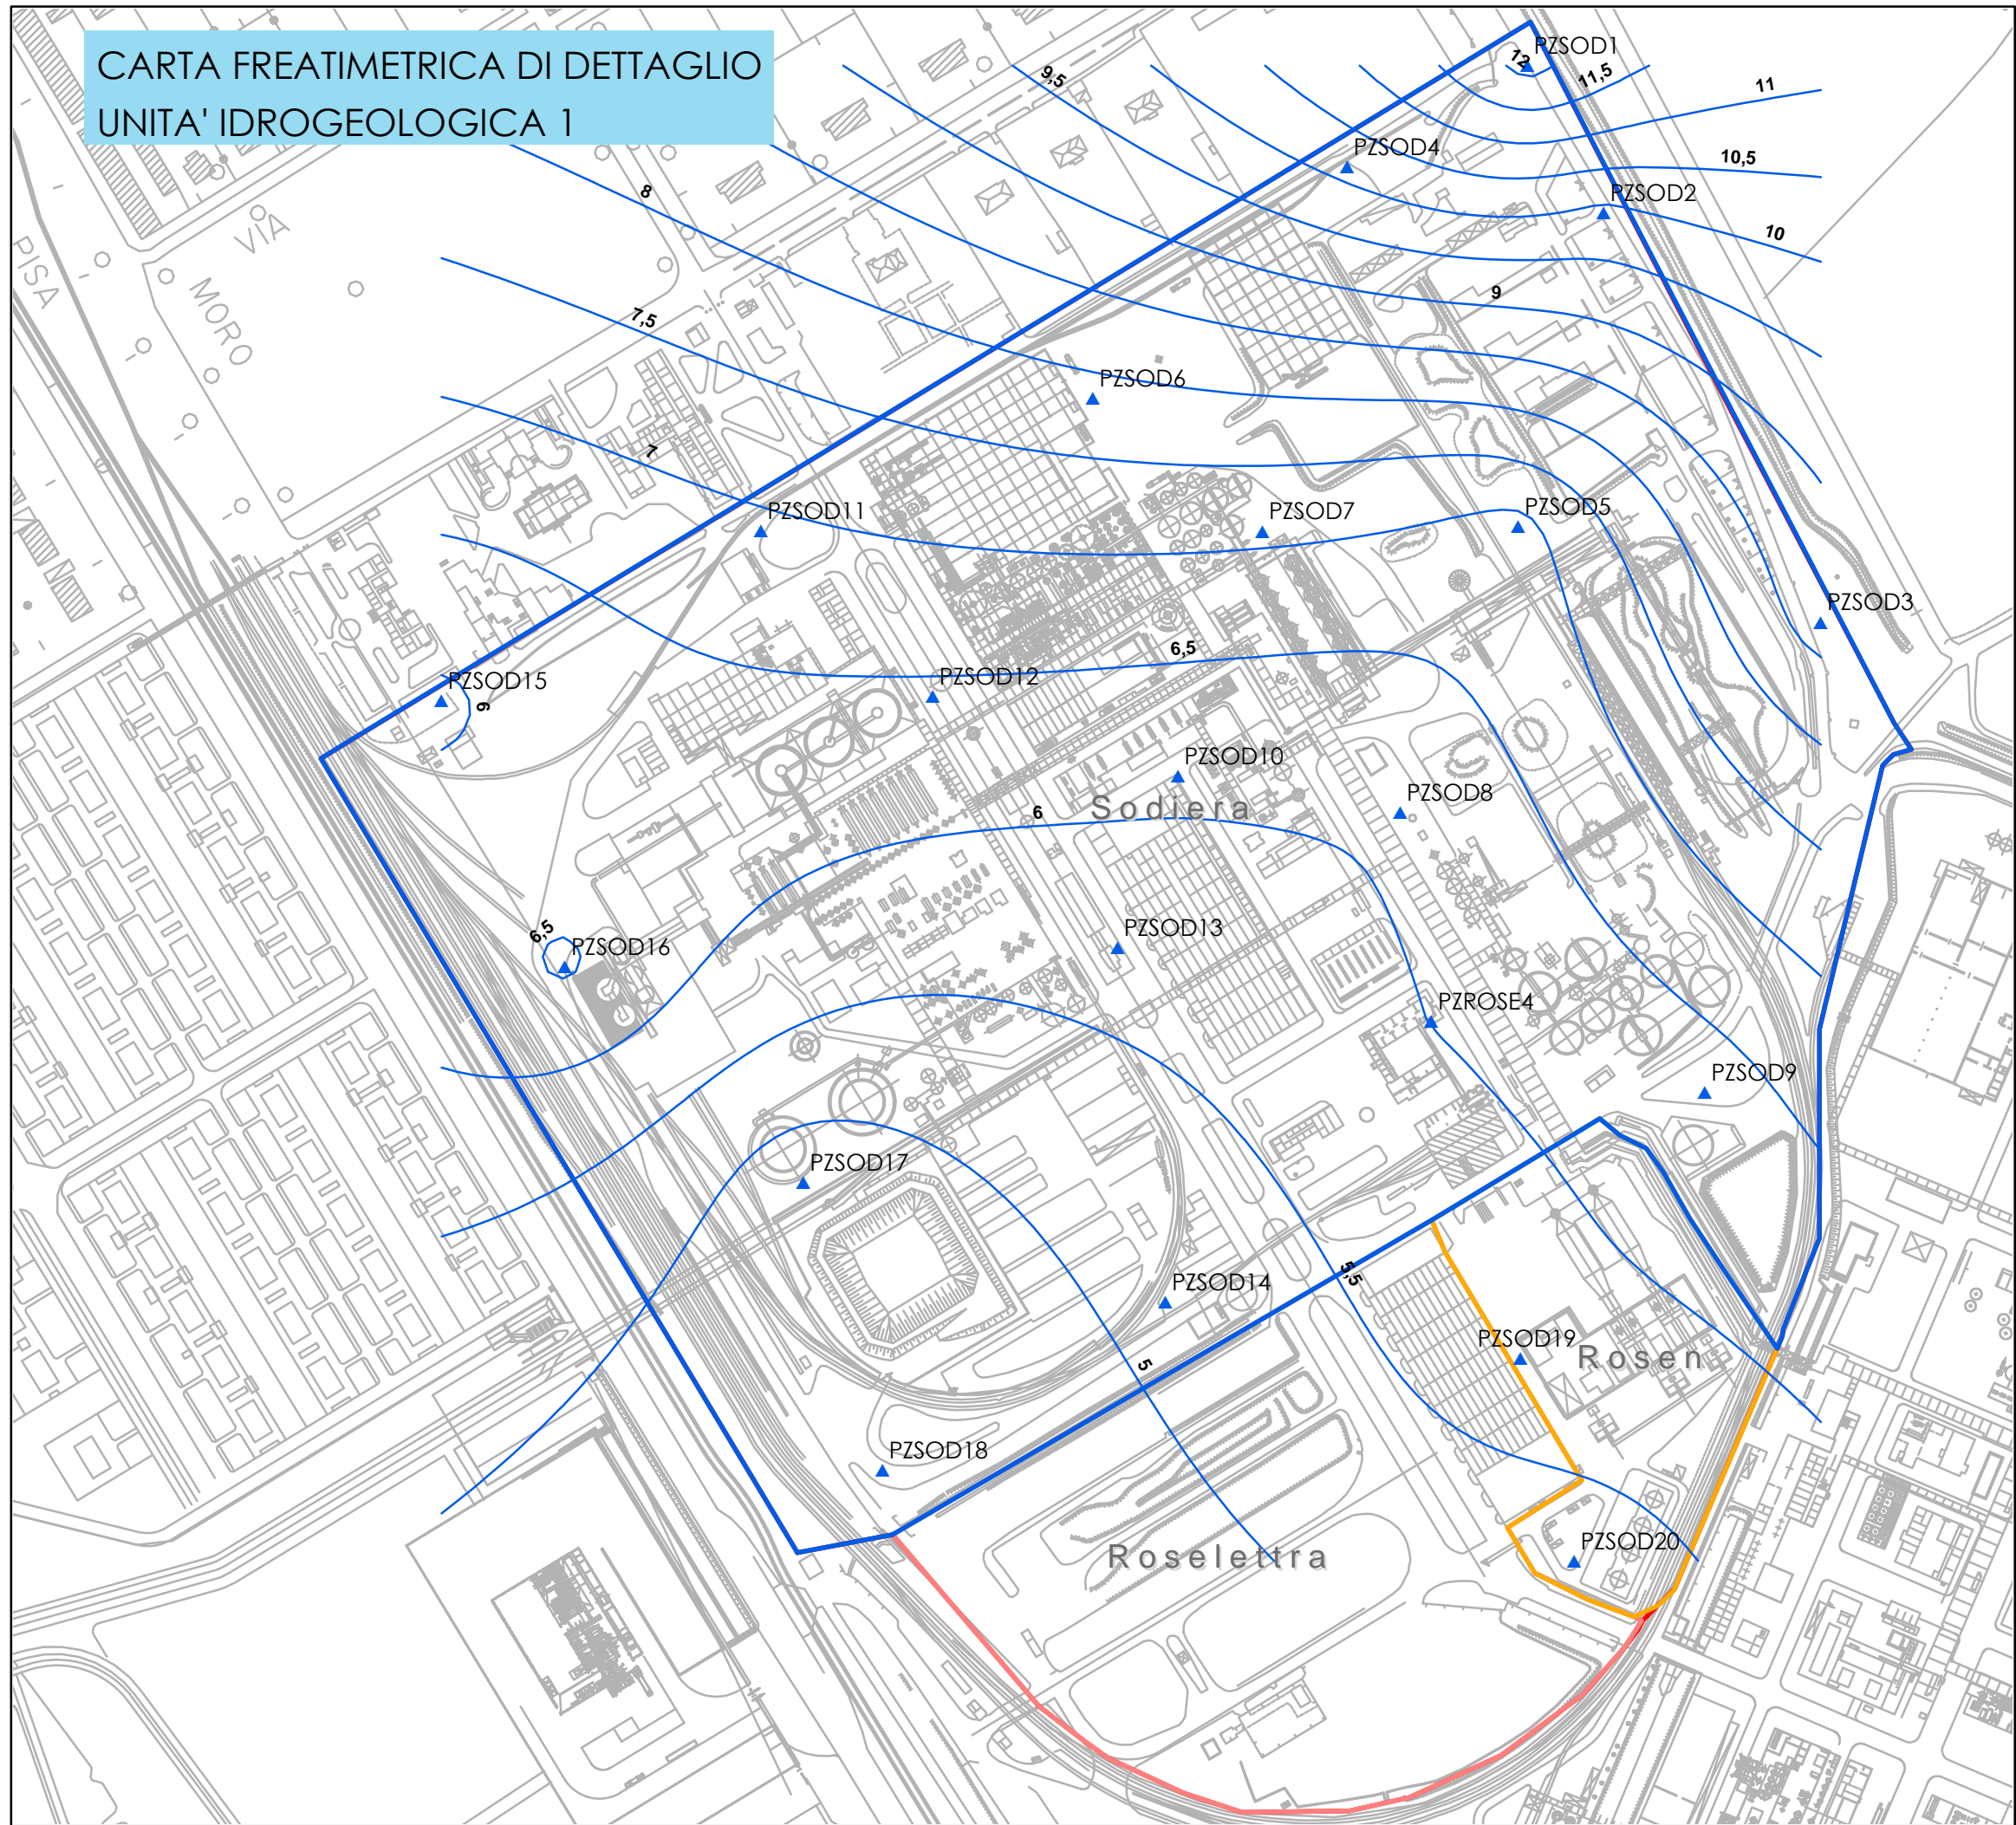 CARTA FREATIMETRICA DI DETTAGLIO
UNITA' IDROGEOLOGICA 1
PZSOD1
12
11,5
9,5
11
PZSOD4
10,5
8
PZSOD2
VIA
10
PISA
MORO
9
7,5
PZSOD6
7
PZSOD11
PZSOD7
PZSOD5
PZSOD3
6,5
PZSOD15
6
PZSOD12
PZSOD10
PZSOD8
Sodiera
6
6,5
PZSOD16
PZSOD13
PZROSE4
PZSOD9
PZSOD17
5,5
PZSOD14
PZSOD19
Rosen
5
PZSOD18
PZSOD20
Roselettra